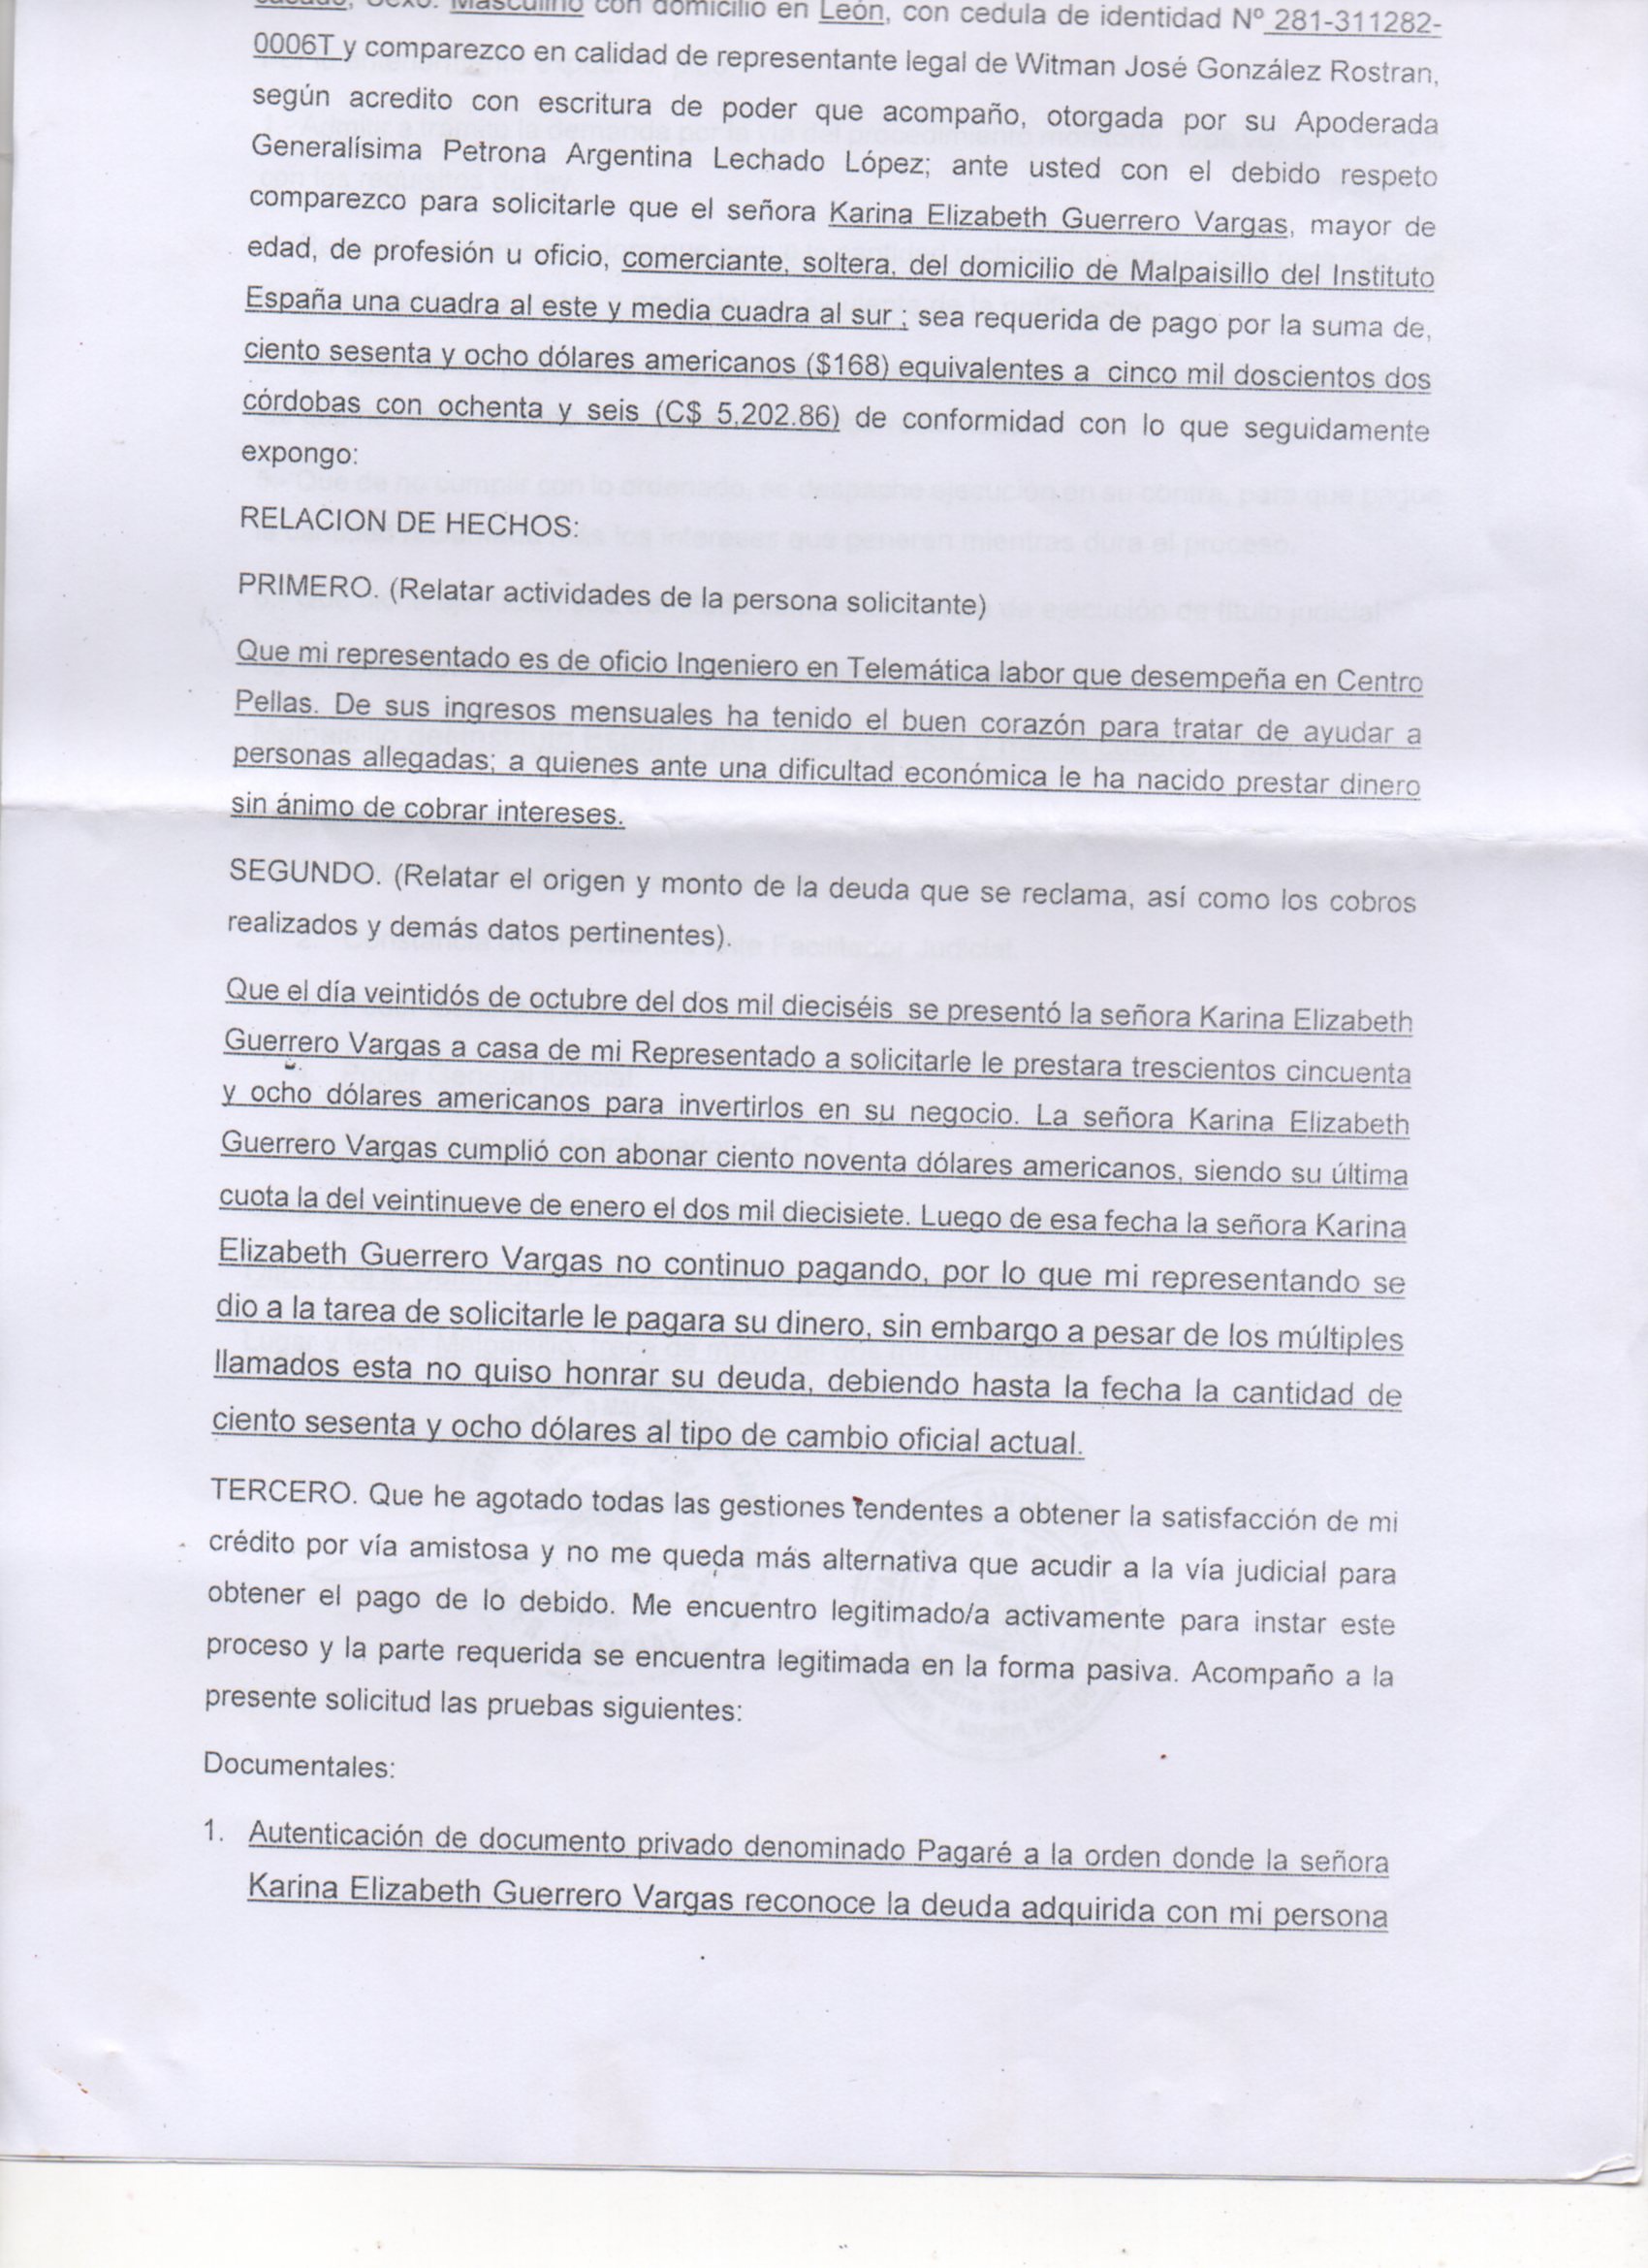 casado, Sexo: Masculino con domicilio en León, con cedula de identidad Nº 281-311282-
0006T y comparezco en calidad de representante legal de Witman José González Rostran,
según acredito con escritura de poder que acompaño, otorgada por su Apoderada
Generalísima Petrona Argentina Lechado López; ante usted con el debido respeto
comparezco para solicitarle que el señora Karina Elizabeth Guerrero Vargas, mayor de
edad, de profesión u oficio, comerciante, soltera, del domicilio de Malpaisillo del Instituto
España una cuadra al este y media cuadra al sur ; sea requerida de pago por la suma de,
ciento sesenta y ocho dólares americanos ($168) equivalentes a cinco mil doscientos dos
córdobas con ochenta y seis (C$ 5,202.86) de conformidad con lo que seguidamente
expongo:
RELACION DE HECHOS:
PRIMERO. (Relatar actividades de la persona solicitante)
Que mi representado es de oficio Ingeniero en Telemática labor que desempeña en Centro
Pellas. De sus ingresos mensuales ha tenido el buen corazón para tratar de ayudar a
personas allegadas; a quienes ante una dificultad económica le ha nacido prestar dinero
sin ánimo de cobrar intereses.
SEGUNDO. (Relatar el origen y monto de la deuda que se reclama, así como los cobros
realizados y demás datos pertinentes).
Que el día veintidós de octubre del dos mil dieciséis se presentó la señora Karina Elizabeth
Guerrero Vargas a casa de mi Representado a solicitarle le prestara trescientos cincuenta
y ocho dólares americanos para invertirlos en su negocio. La señora Karina Elizabeth
Guerrero Vargas cumplió con abonar ciento noventa dólares americanos, siendo su última
cuota la del veintinueve de enero el dos mil diecisiete. Luego de esa fecha la señora Karina
Elizabeth Guerrero Vargas no continuo pagando, por lo que mi representando se
dio a la tarea de solicitarle le pagara su dinero, sin embargo a pesar de los múltiples
llamados esta no quiso honrar su deuda, debiendo hasta la fecha la cantidad de
ciento sesenta y ocho dólares al tipo de cambio oficial actual.
TERCERO. Que he agotado todas las gestiones tendentes a obtener la satisfacción de mi
crédito por vía amistosa y no me queda más alternativa que acudir a la vía judicial para
obtener el pago de lo debido. Me encuentro legitimado/a activamente para instar este
proceso y la parte requerida se encuentra legitimada en la forma pasiva. Acompaño a la
presente solicitud las pruebas siguientes:
Documentales:
1. Autenticación de documento privado denominado Pagaré a la orden donde la señora
Karina Elizabeth Guerrero Vargas reconoce la deuda adquirida con mi persona